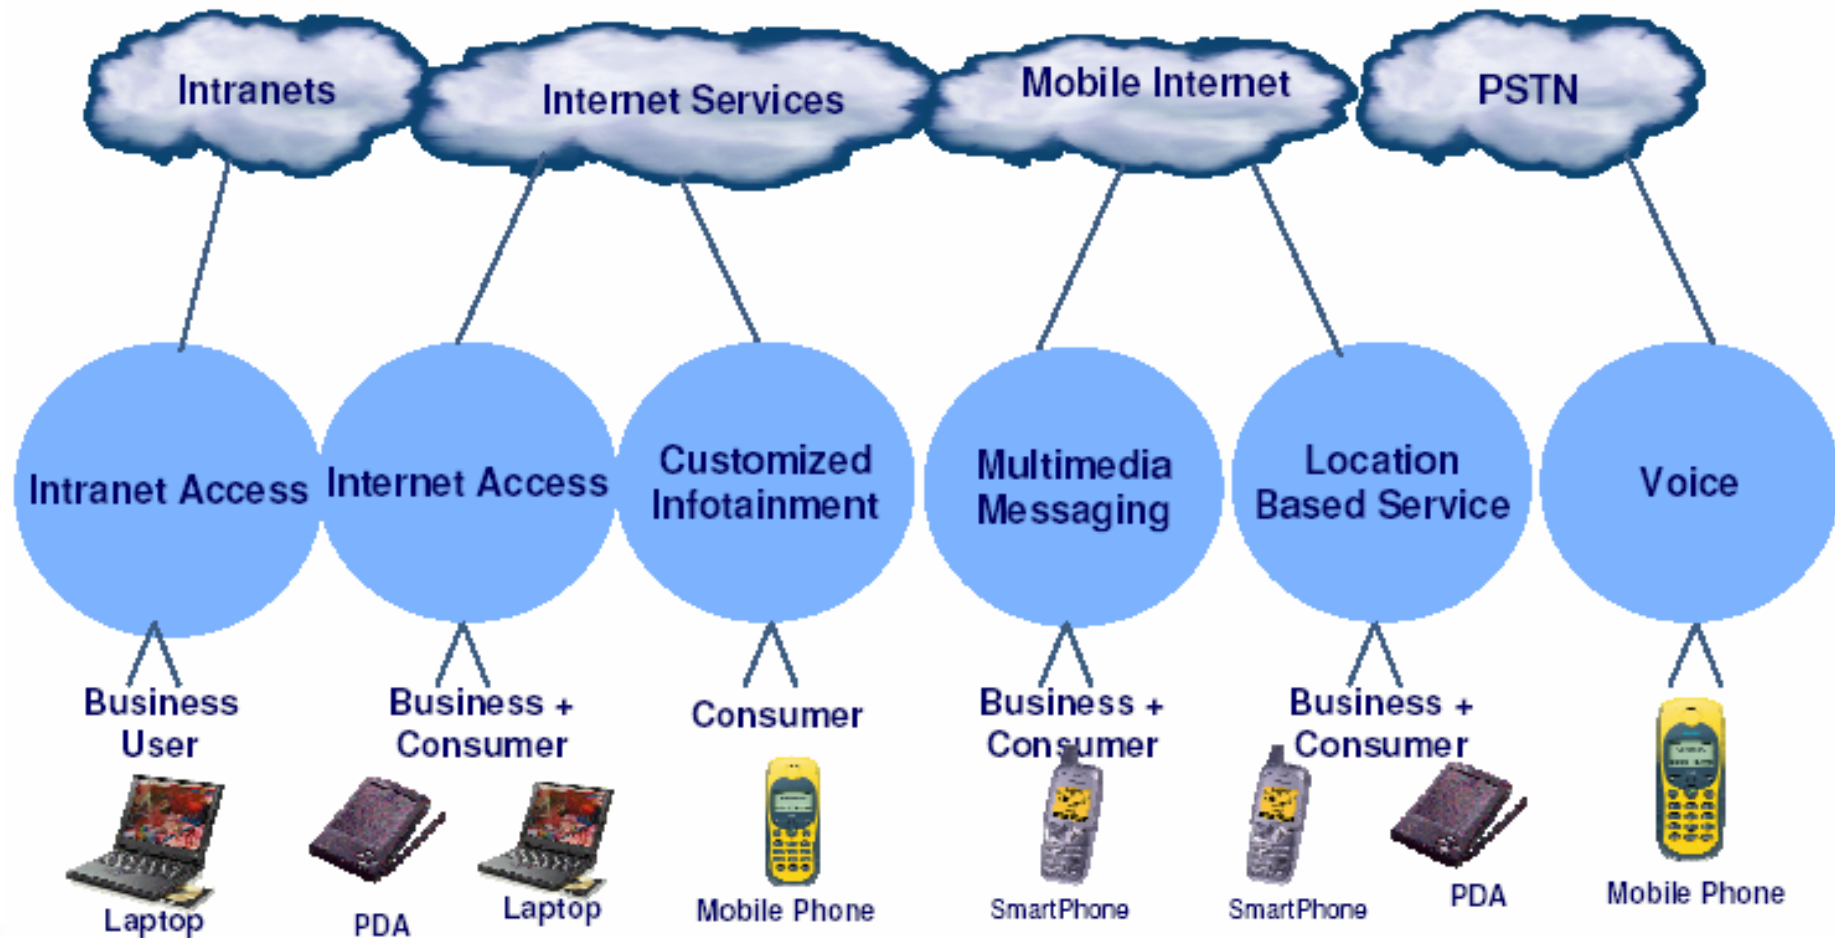 Intranets
Internet Services
Mobile Internet
PSTN
Intranet Access
Internet Access
Customized
Infotainment
Multimedia
Messaging
Location
Based Service
Voice
Business
User
Business +
Consumer
Consumer
Business +
Consumer
Business +
Consumer
Laptop
PDA
Laptop
Mobile Phone
SmartPhone
SmartPhone
PDA
Mobile Phone